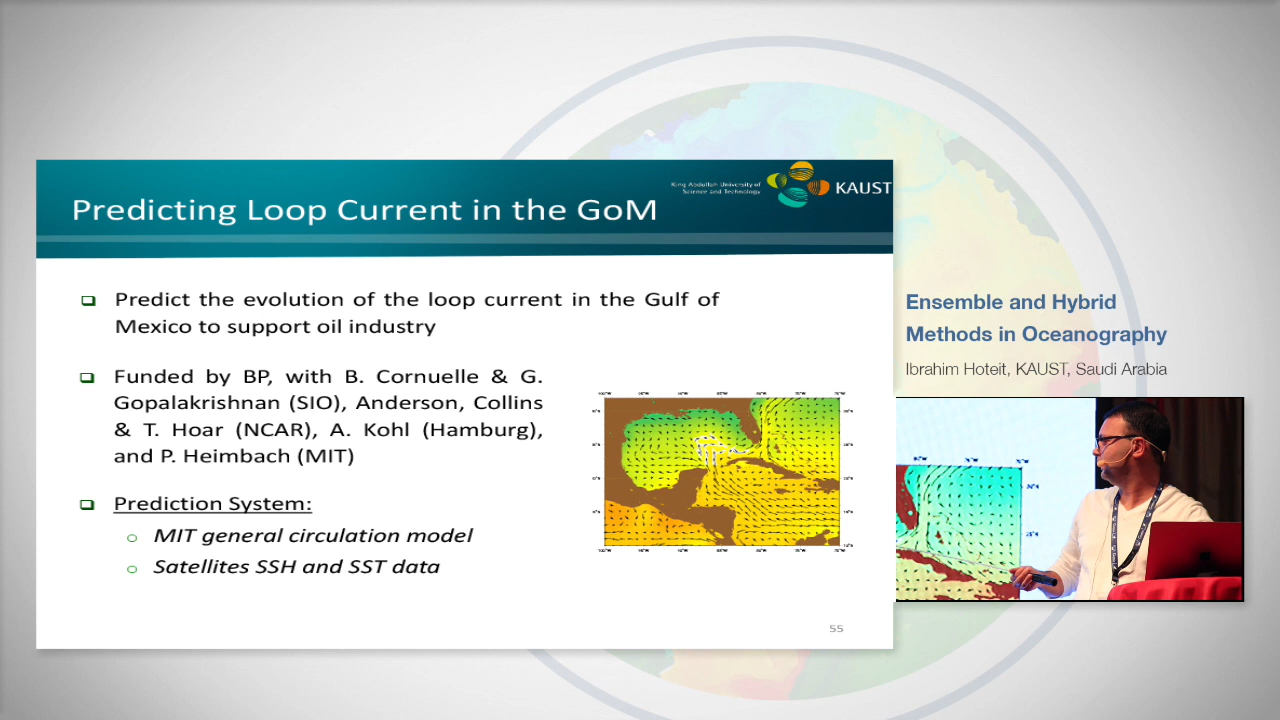 King Abdullah University of
Science and Technology
KAUST
Predicting Loop Current in the GoM
❑ Predict the evolution of the loop current in the Gulf of
Mexico to support oil industry
❑ Funded by BP, with B. Cornuelle & G.
Gopalakrishnan (SIO), Anderson, Collins
& T. Hoar (NCAR), A. Kohl (Hamburg),
and P. Heimbach (MIT)
❑ Prediction System:
o MIT general circulation model
o Satellites SSH and SST data
55
Ensemble and Hybrid
Methods in Oceanography
Ibrahim Hoteit, KAUST, Saudi Arabia